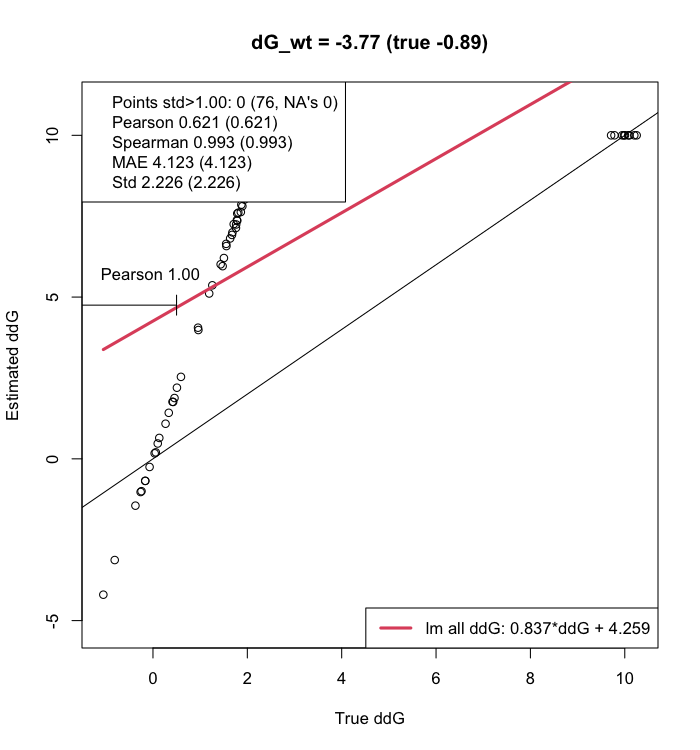 dG_wt = -3.77 (true -0.89)
Points std>1.00: 0 (76, NA's 0)
Pearson 0.621 (0.621)
Spearman 0.993 (0.993)
MAE 4.123 (4.123)
Std 2.226 (2.226)
Pearson 1.00
Estimated ddG
10
5
0
-5
lm all ddG: 0.837*ddG + 4.259
0 2 4 6 8 10
True ddG